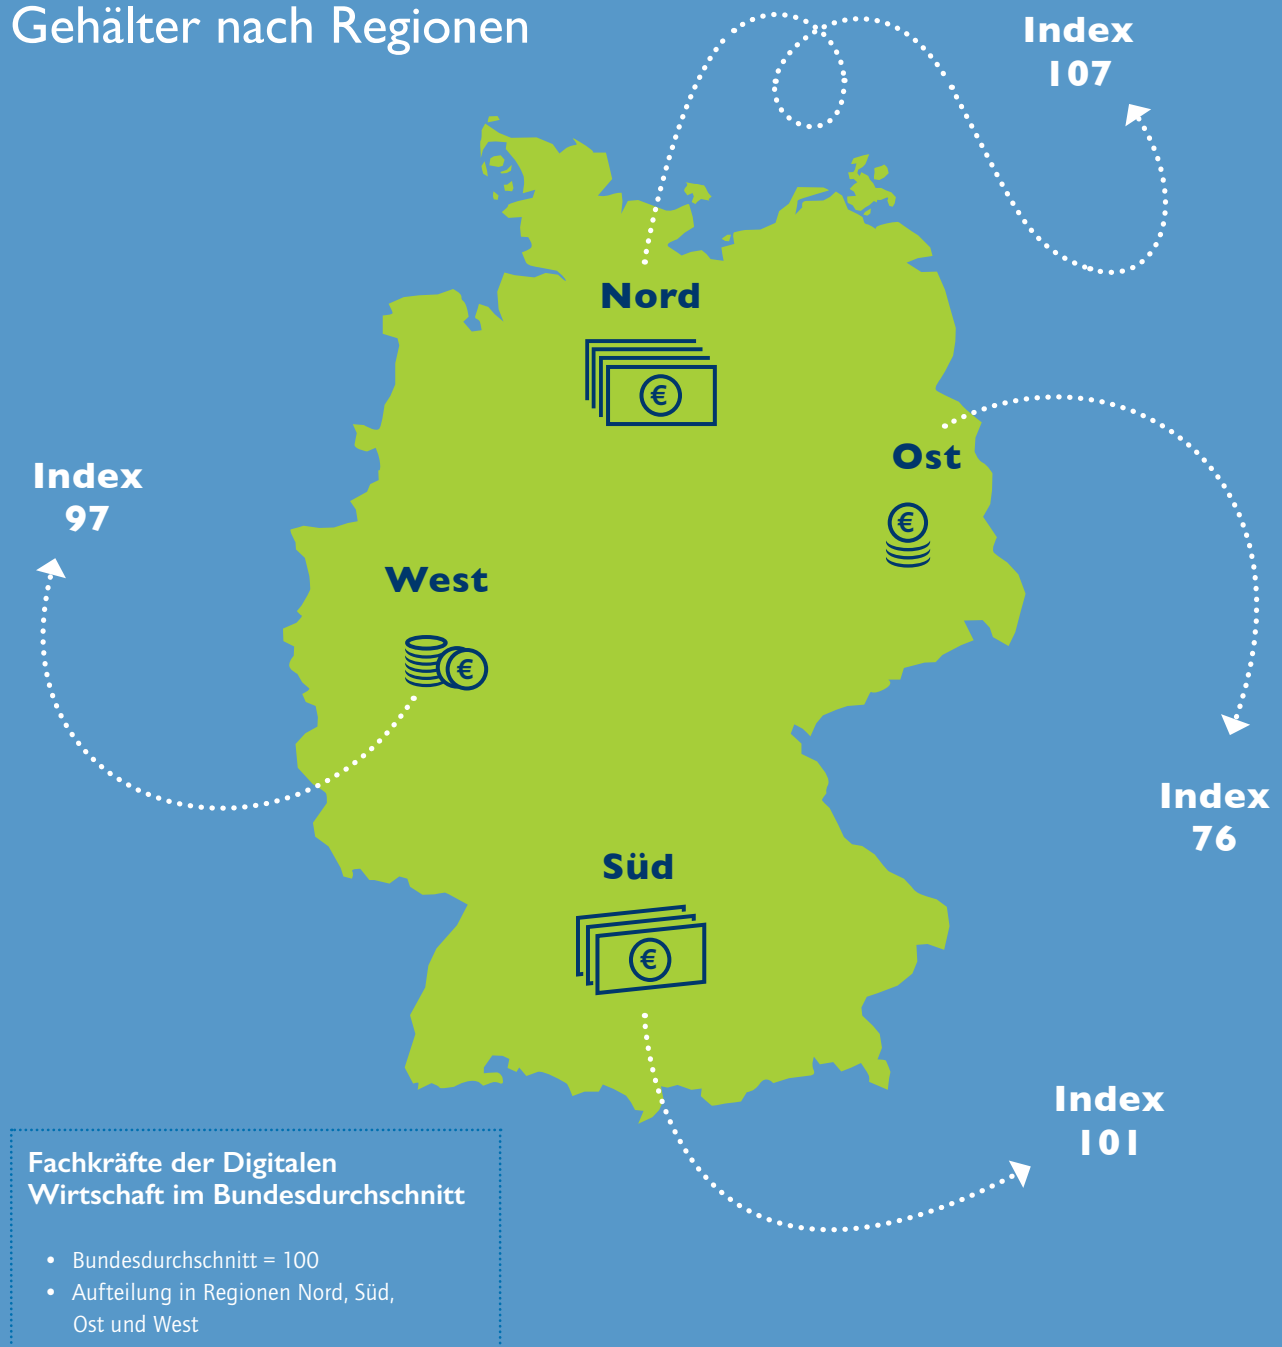 Gehälter nach Regionen
Index
107
Nord
€
Ost
€
Index
97
West
€
Index
76
Süd
€
Index
101
Fachkräfte der Digitalen
Wirtschaft im Bundesdurchschnitt
• Bundesdurchschnitt = 100
• Aufteilung in Regionen Nord, Süd,
Ost und West